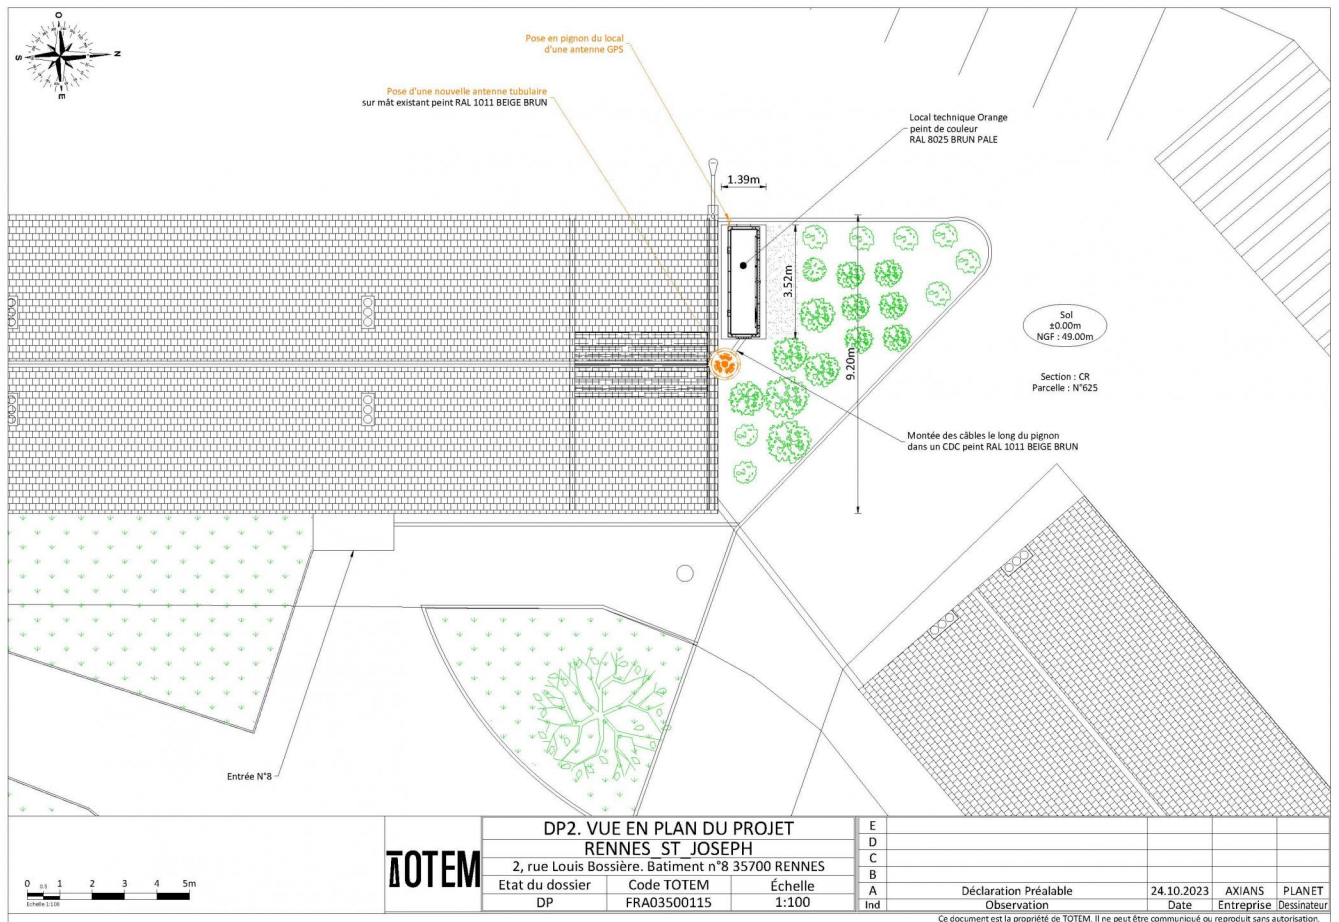 O
N
S
E
Pose en pignon du local
d'une antenne GPS
Pose d'une nouvelle antenne tubulaire
sur mât existant peint RAL 1011 BEIGE BRUN
Local technique Orange
peint de couleur
RAL 8025 BRUN PALE
1.39m
3.52m
9.20m
Sol
±0.00m
NGF : 49.00m
Section : CR
Parcelle : N°625
Montée des câbles le long du pignon
dans un CDC peint RAL 1011 BEIGE BRUN
Entrée N°8
0 0.5 1 2 3 4 5m
Echelle 1:100
TOTEM
DP2. VUE EN PLAN DU PROJET
RENNES_ST_JOSEPH
2, rue Louis Bossière. Batiment n°8 35700 RENNES
Etat du dossier Code TOTEM Échelle
DP FRA03500115 1:100
E
D
C
B
A Déclaration Préalable 24.10.2023 AXIANS PLANET
Ind Observation Date Entreprise Dessinateur
Ce document est la propriété de TOTEM. Il ne peut être communiqué ou reproduit sans autorisation.